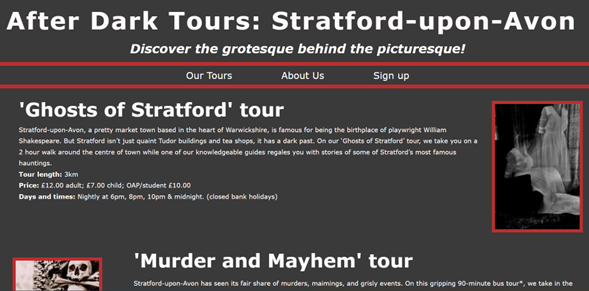 After Dark Tours: Stratford-upon-Avon
Discover the grotesque behind the picturesque!
Our Tours About Us Sign up
'Ghosts of Stratford' tour
Stratford-upon-Avon, a pretty market town based in the heart of Warwickshire, is famous for being the birthplace of playwright William
Shakespeare. But Stratford isn't just quaint Tudor buildings and tea shops, it has a dark past. On our 'Ghosts of Stratford' tour, we take you on a
2 hour walk around the centre of town while one of our knowledgeable guides regales you with stories of some of Stratford's most famous
hauntings.
Tour length: 3km
Price: £12.00 adult; £7.00 child; OAP/student £10.00
Days and times: Nightly at 6pm, 8pm, 10pm & midnight. (closed bank holidays)
'Murder and Mayhem' tour
Stratford-upon-Avon has seen its fair share of murders, maimings, and grisly events. On this gripping 90-minute bus tour*, we take in the